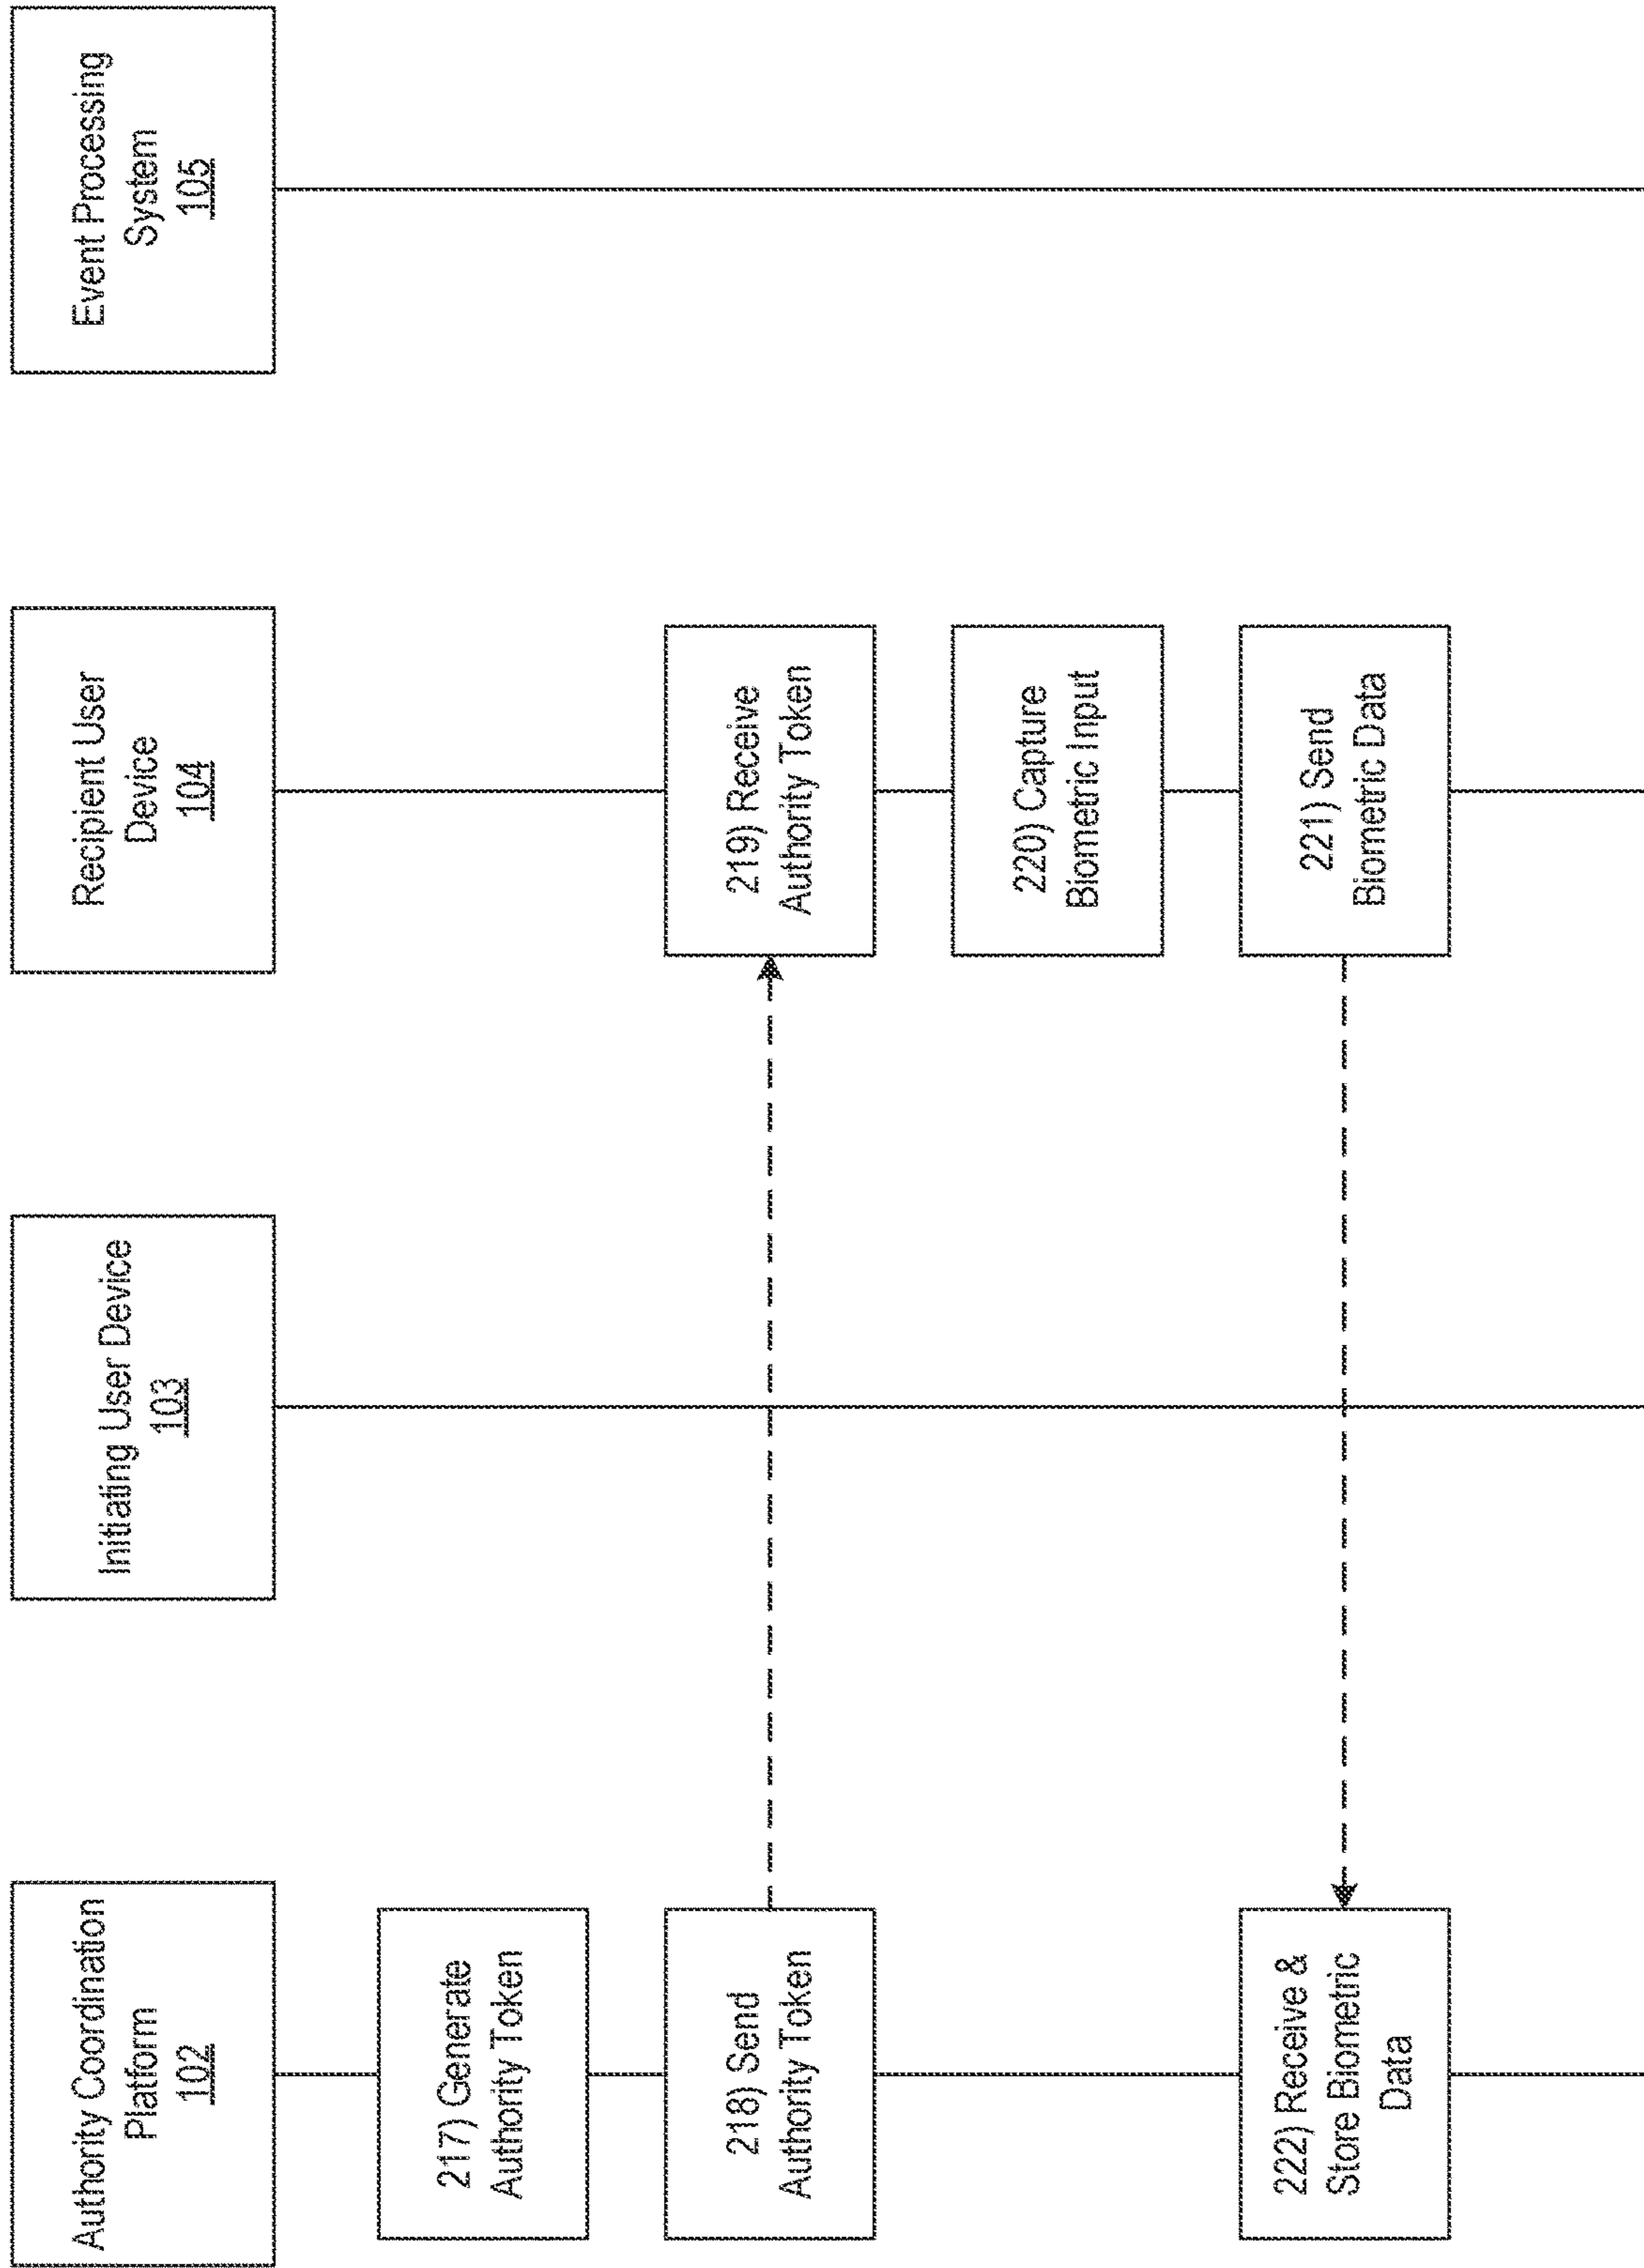 Authority Coordination
Platform
102
Initiating User Device
103
Recipient User
Device
104
Event Processing
System
105
217) Generate
Authority Token
218) Send
Authority Token
219) Receive
Authority Token
220) Capture
Biometric Input
221) Send
Biometric Data
222) Receive &
Store Biometric
Data